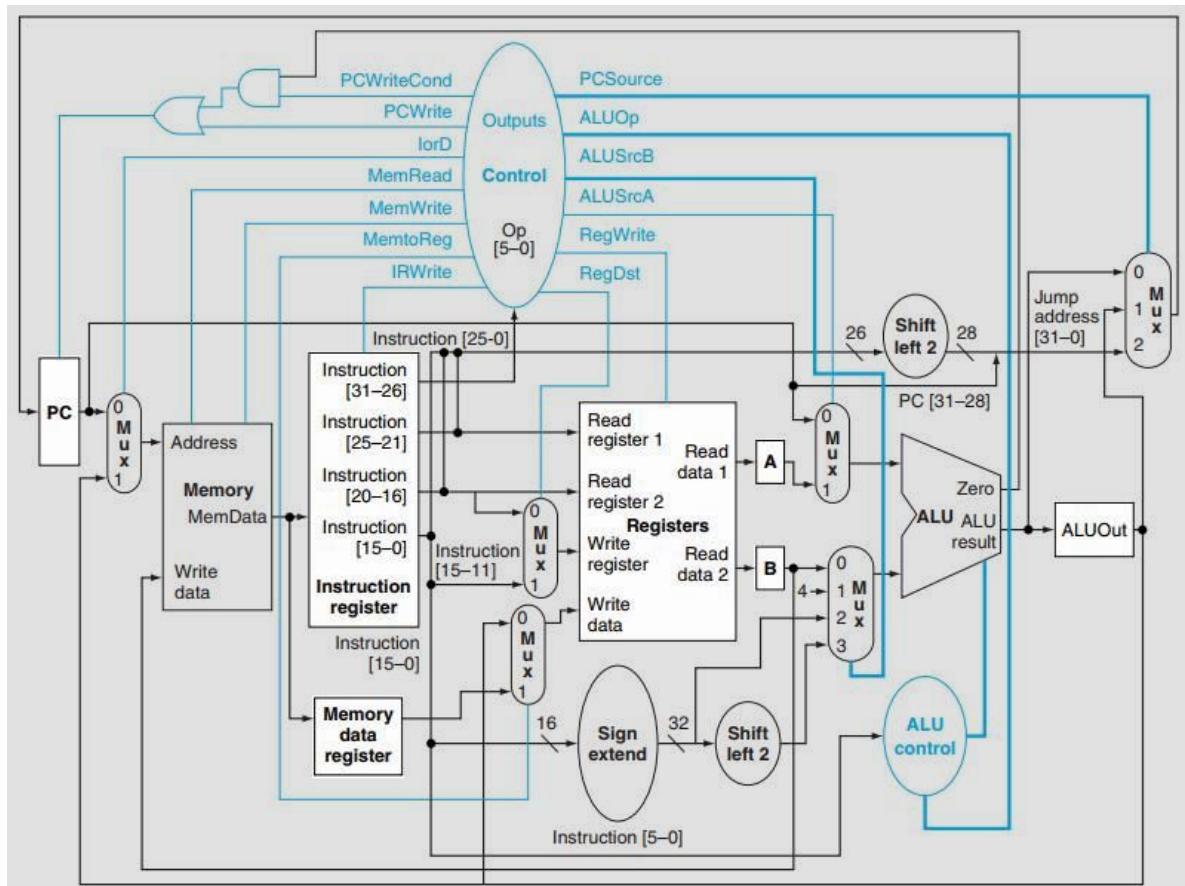 PCWriteCond
PCWrite
IorD
MemRead
MemWrite
MemtoReg
IRWrite
Outputs
Control
Op
[5–0]
PCSource
ALUOp
ALUSrcB
ALUSrcA
RegWrite
RegDst
PC
0
M
u
x
1
Address
Memory
MemData
Write
data
Instruction [25-0]
Instruction
[31–26]
Instruction
[25–21]
Instruction
[20–16]
Instruction
[15–0]
Instruction
register
Instruction
[15–0]
Memory
data
register
Instruction
[15–11]
0
M
u
x
1
0
M
u
x
1
Read
register 1
Read
register 2
Write
register
Write
data
Registers
Read
data 1
Read
data 2
A
B
16
Sign
extend
32
Shift
left 2
Instruction [5–0]
26
Shift
left 2
28
PC [31–28]
Jump
address
[31–0]
0
M
u
x
1
4
0
1
2
3
M
u
x
Zero
ALU
ALU
result
ALUOut
ALU
control
0
1
2
M
u
x